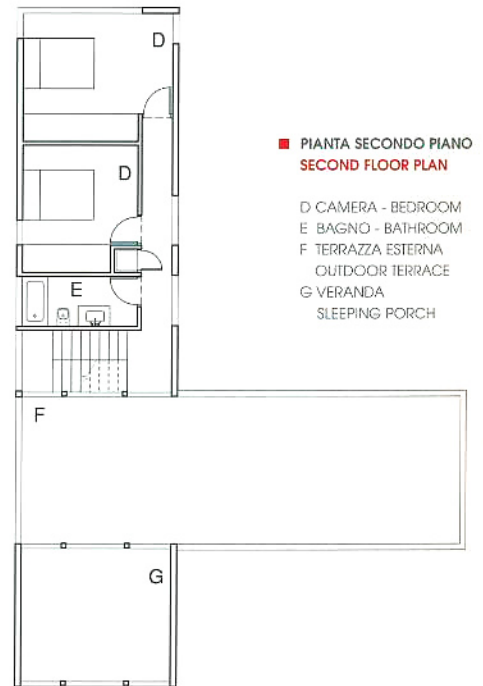 D
D
E
F
G
PIANTA SECONDO PIANO
SECOND FLOOR PLAN
D CAMERA - BEDROOM
E BAGNO - BATHROOM
F TERRAZZA ESTERNA
OUTDOOR TERRACE
G VERANDA
SLEEPING PORCH